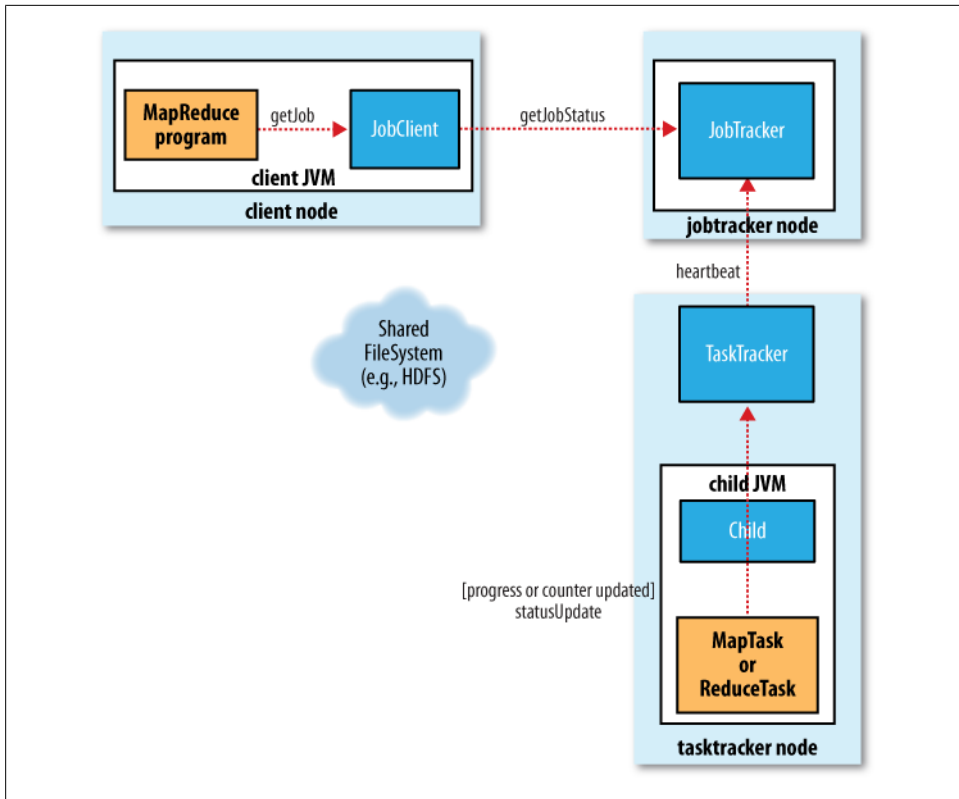 MapReduce
program
getJob
JobClient
client JVM
client node
getJobStatus
JobTracker
jobtracker node
heartbeat
Shared
FileSystem
(e.g., HDFS)
TaskTracker
child JVM
Child
[progress or counter updated]
statusUpdate
MapTask
or
ReduceTask
tasktracker node